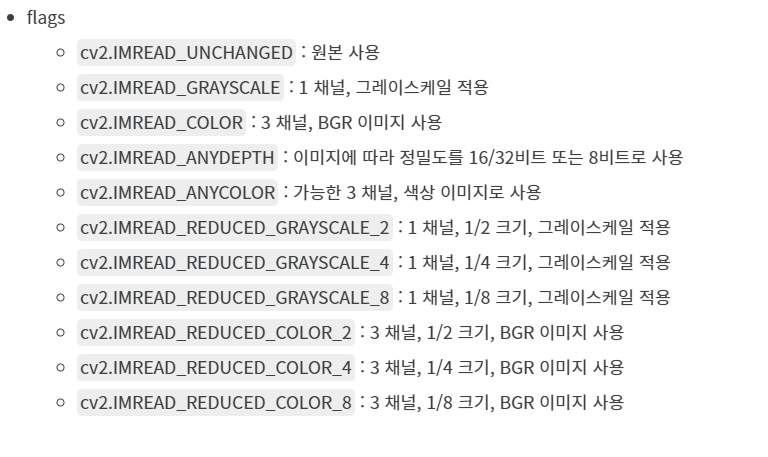 flags
cv2.IMREAD_UNCHANGED : 원본 사용
cv2.IMREAD_GRAYSCALE : 1 채널, 그레이스케일 적용
cv2.IMREAD_COLOR : 3 채널, BGR 이미지 사용
cv2.IMREAD_ANYDEPTH : 이미지에 따라 정밀도를 16/32비트 또는 8비트로 사용
cv2.IMREAD_ANYCOLOR : 가능한 3 채널, 색상 이미지로 사용
cv2.IMREAD_REDUCED_GRAYSCALE_2 : 1 채널, 1/2 크기, 그레이스케일 적용
cv2.IMREAD_REDUCED_GRAYSCALE_4 : 1 채널, 1/4 크기, 그레이스케일 적용
cv2.IMREAD_REDUCED_GRAYSCALE_8 : 1 채널, 1/8 크기, 그레이스케일 적용
cv2.IMREAD_REDUCED_COLOR_2 : 3 채널, 1/2 크기, BGR 이미지 사용
cv2.IMREAD_REDUCED_COLOR_4 : 3 채널, 1/4 크기, BGR 이미지 사용
cv2.IMREAD_REDUCED_COLOR_8 : 3 채널, 1/8 크기, BGR 이미지 사용